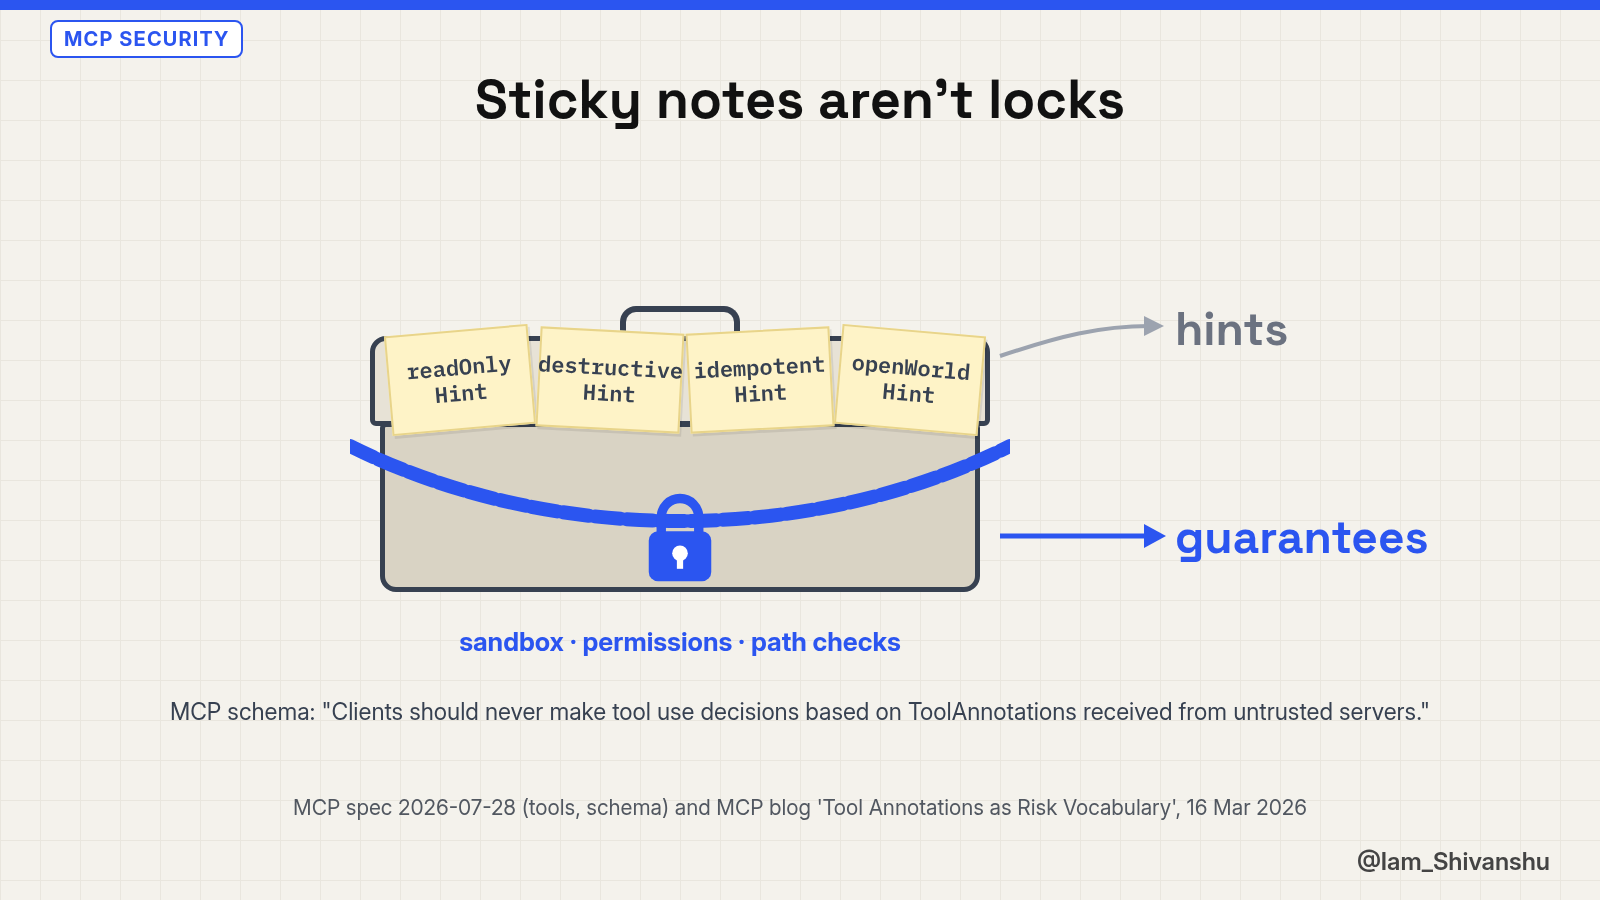 MCP SECURITY
Sticky notes aren't locks
readOnly
Hint
destructive
Hint
idempotent
Hint
openWorld
Hint
hints
guarantees
sandbox · permissions · path checks
MCP schema: "Clients should never make tool use decisions based on ToolAnnotations received from untrusted servers."
MCP spec 2026-07-28 (tools, schema) and MCP blog 'Tool Annotations as Risk Vocabulary', 16 Mar 2026
@Iam_Shivanshu